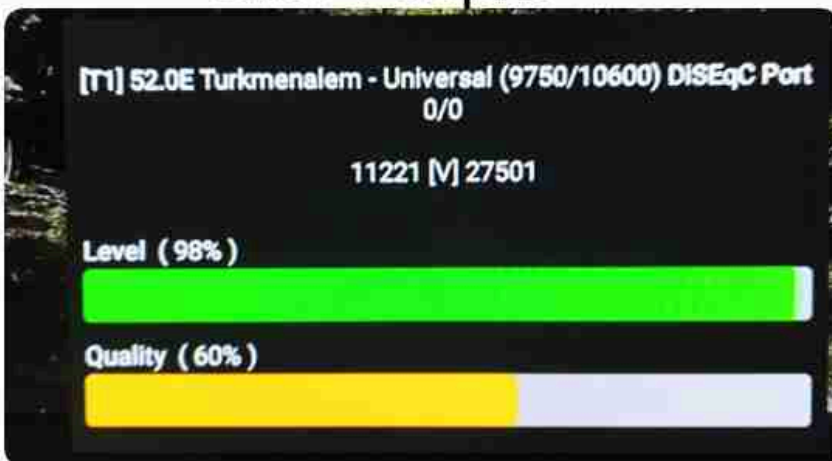 [T1] 52.0E Turkmenalem - Universal (9750/10600) DiSEqC Port
0/0
11221 [V] 27501
Level ( 98% )
Quality ( 60% )